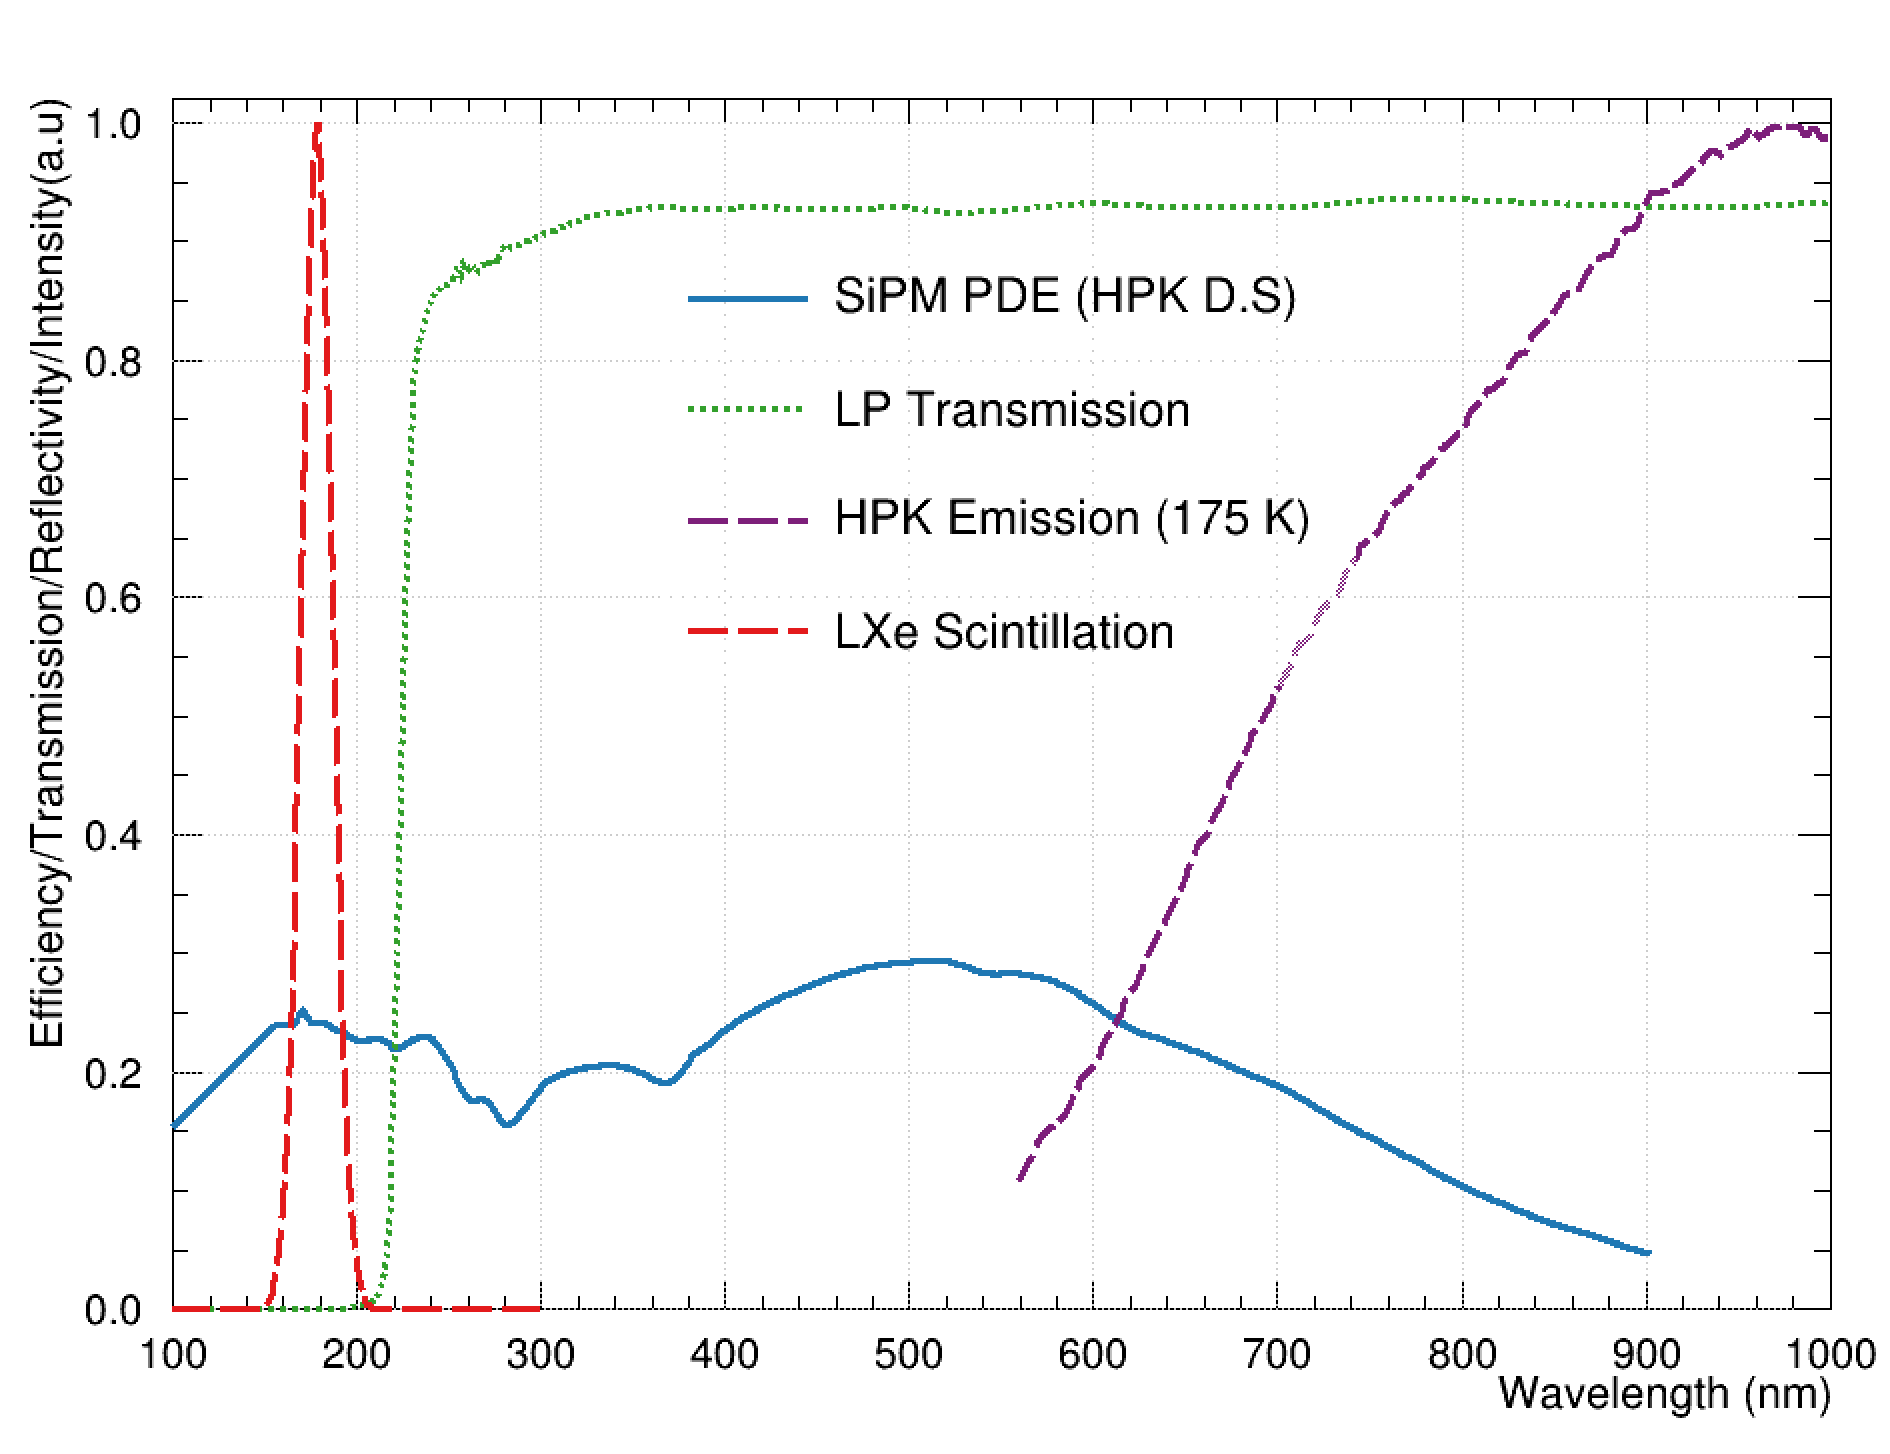 Efficiency/Transmission/Reflectivity/Intensity(a.u)
1.0
0.8
0.6
0.4
0.2
0.0
SiPM PDE (HPK D.S)
LP Transmission
HPK Emission (175 K)
LXe Scintillation
100 200 300 400 500 600 700 800 900 1000
Wavelength (nm)